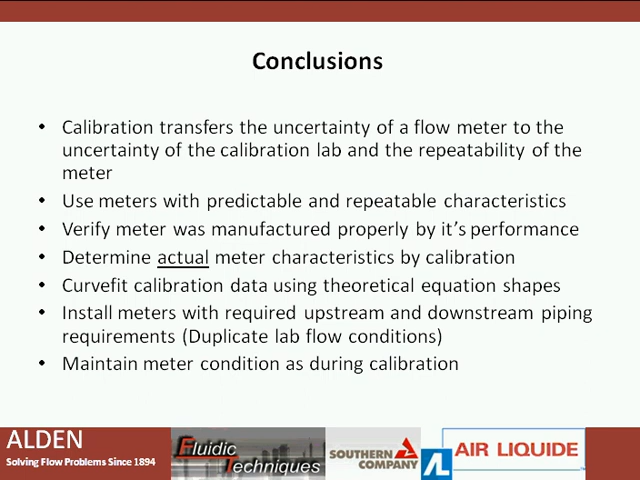 Conclusions
• Calibration transfers the uncertainty of a flow meter to the
uncertainty of the calibration lab and the repeatability of the
meter
• Use meters with predictable and repeatable characteristics
• Verify meter was manufactured properly by it's performance
• Determine actual meter characteristics by calibration
• Curvefit calibration data using theoretical equation shapes
• Install meters with required upstream and downstream piping
requirements (Duplicate lab flow conditions)
• Maintain meter condition as during calibration
ALDEN
Solving Flow Problems Since 1894
Fluidic
Techniques
SOUTHERN
COMPANY
AL
AIR LIQUIDE